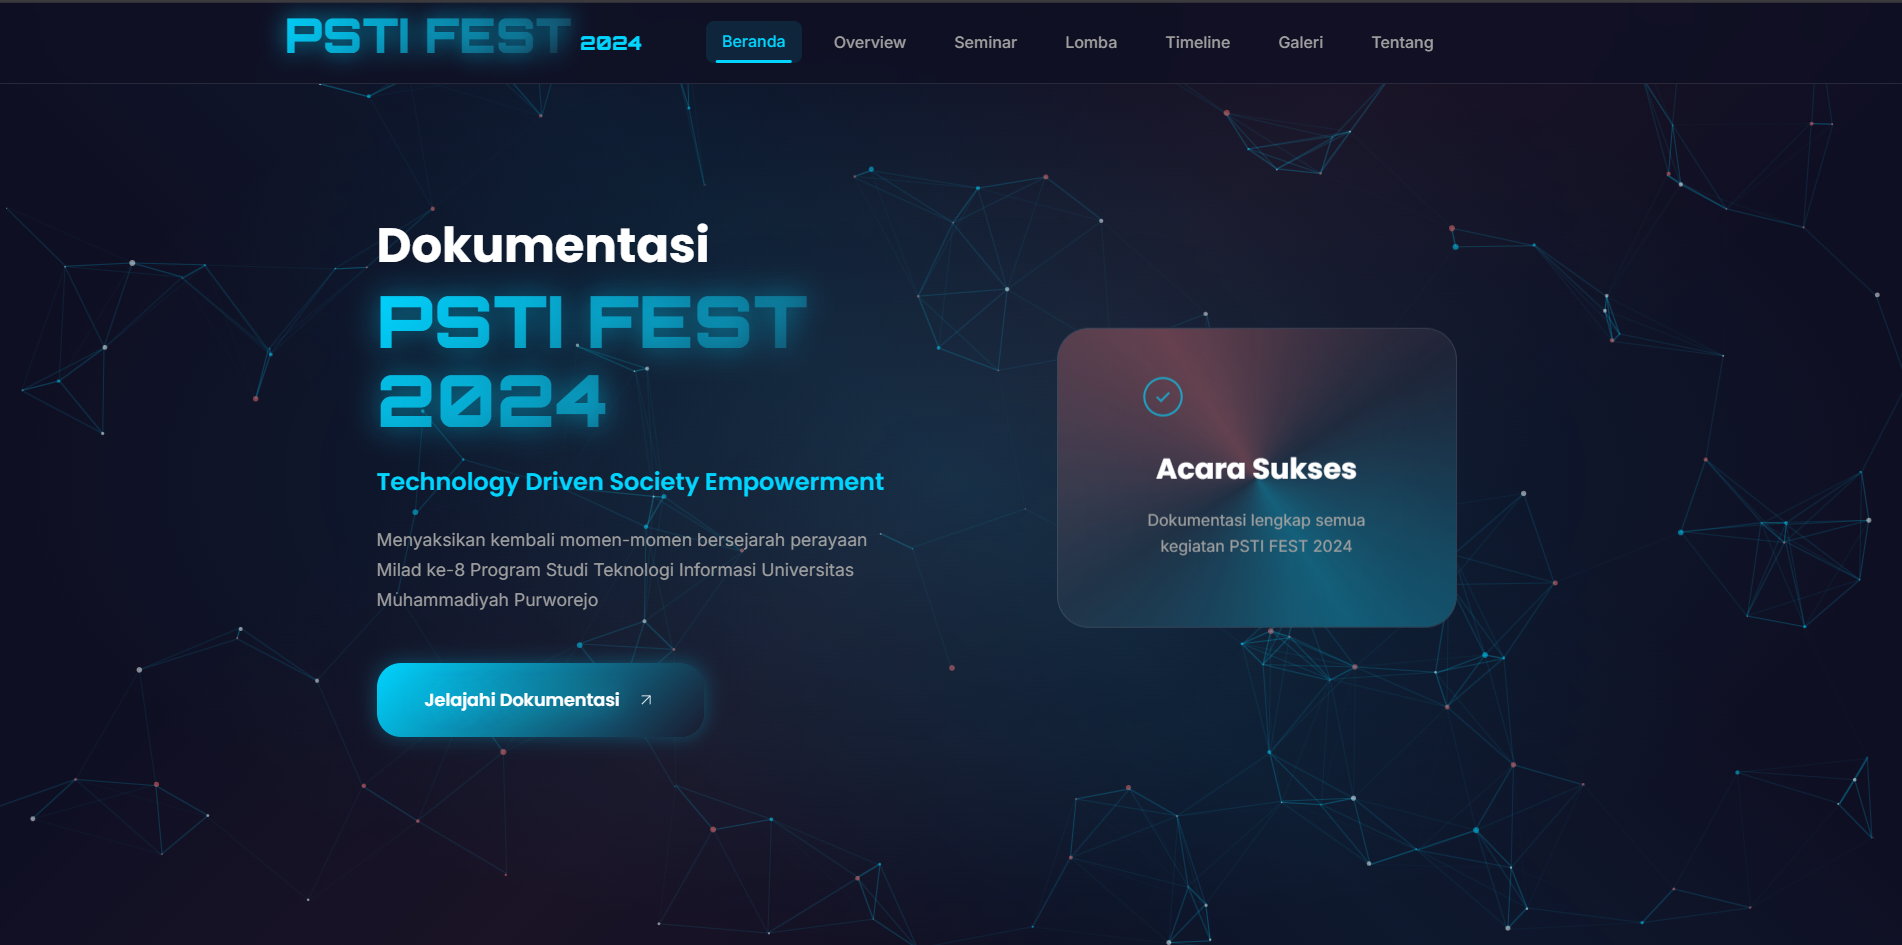 PSTI FEST 2024
Beranda
Overview
Seminar
Lomba
Timeline
Galeri
Tentang
Dokumentasi
PSTI FEST
2024
Technology Driven Society Empowerment
Menyaksikan kembali momen-momen bersejarah perayaan
Milad ke-8 Program Studi Teknologi Informasi Universitas
Muhammadiyah Purworejo
Jelajahi Dokumentasi
Acara Sukses
Dokumentasi lengkap semua
kegiatan PSTI FEST 2024